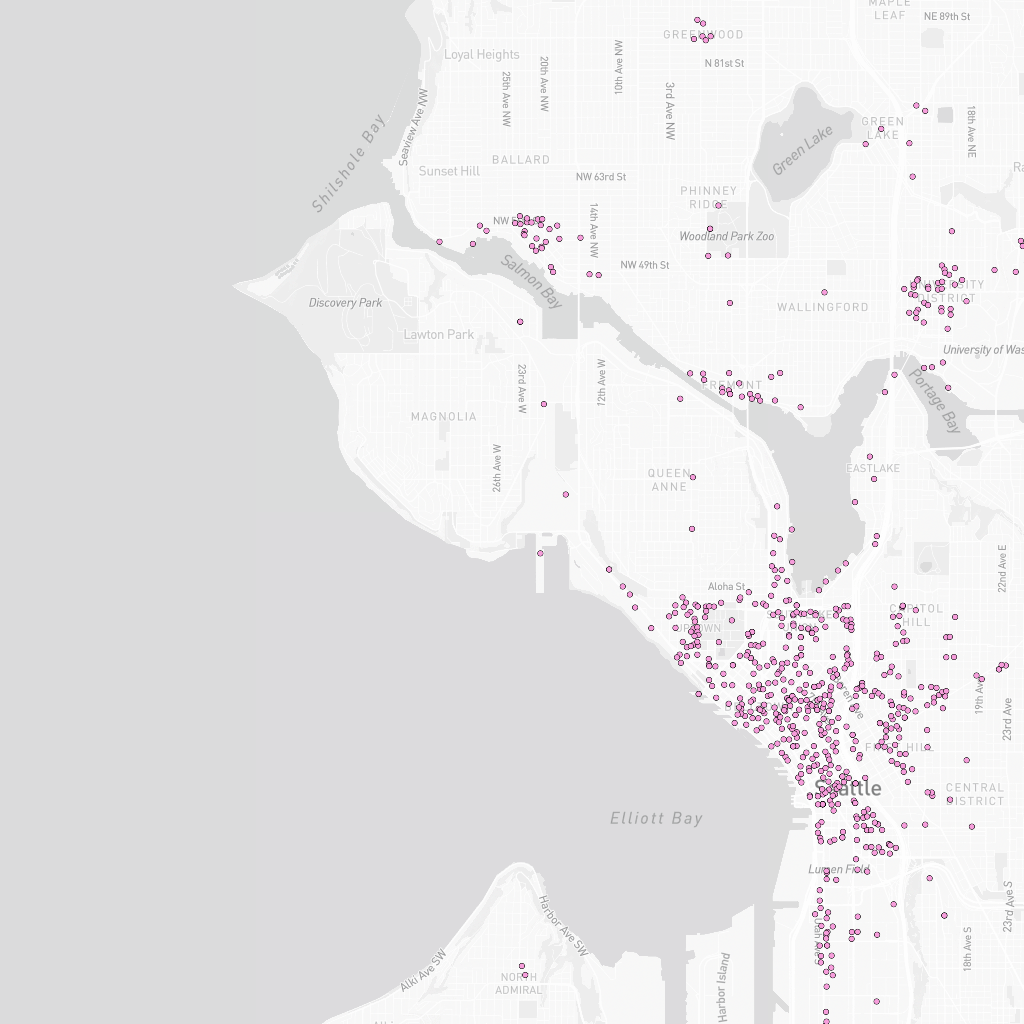 MAPLE
LEAF
NE 89th St
GREENWOOD
Loyal Heights
N 81st St
20th Ave NW
25th Ave NW
10th Ave NW
3rd Ave NW
Seaview Ave NW
Shilshole Bay
GREEN
LAKE
18th Ave NE
Green Lake
BALLARD
Sunset Hill
NW 63rd St
PHINNEY
RIDGE
14th Ave NW
Woodland Park Zoo
NW 49th St
Salmon Bay
UNIVERSITY
DISTRICT
Discovery Park
WALLINGFORD
Lawton Park
University of Was
23rd Ave W
12th Ave W
FREMONT
Portage Bay
MAGNOLIA
26th Ave W
QUEEN
ANNE
EASTLAKE
22nd Ave E
Aloha St
CAPITOL
HILL
UPTOWN
19th Ave
23rd Ave
FIRST HILL
Seattle
CENTRAL
DISTRICT
Elliott Bay
Lumen Field
23rd Ave S
18th Ave S
Utah Ave S
Harbor Ave SW
Alki Ave SW
Harbor Island
NORTH
ADMIRAL